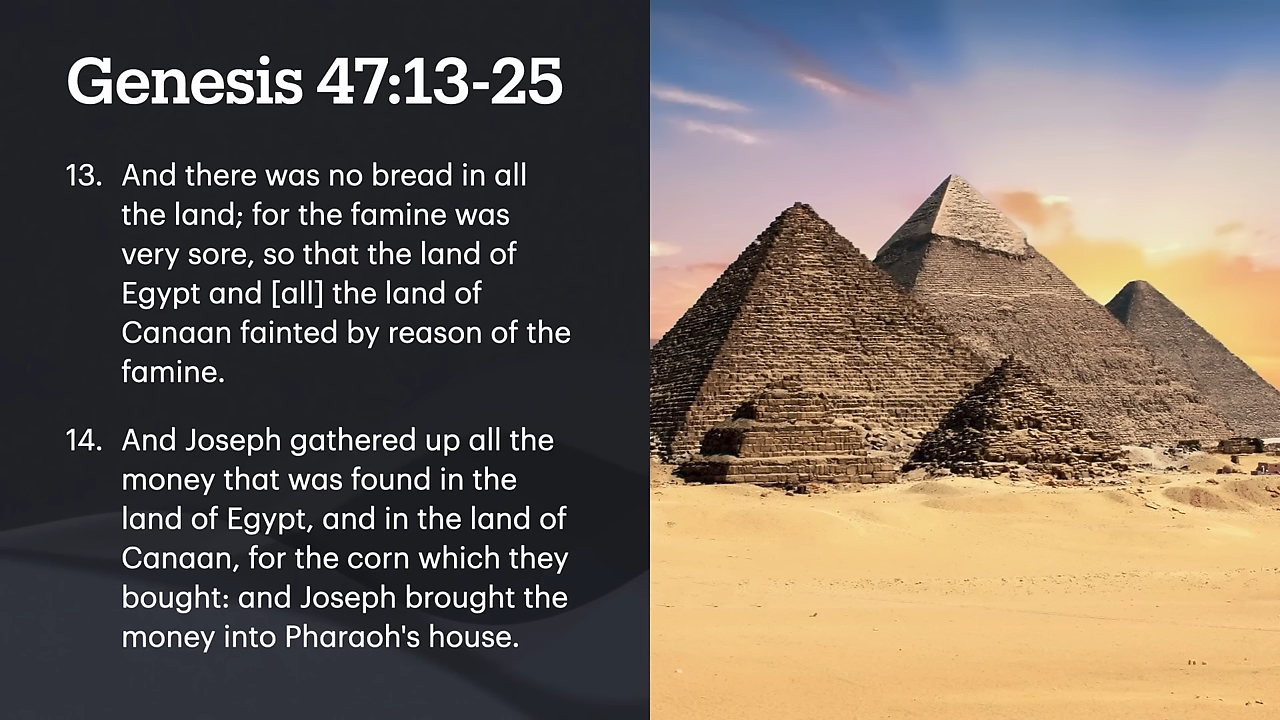 Genesis 47:13-25
13. And there was no bread in all
the land; for the famine was
very sore, so that the land of
Egypt and [all] the land of
Canaan fainted by reason of the
famine.
14. And Joseph gathered up all the
money that was found in the
land of Egypt, and in the land of
Canaan, for the corn which they
bought: and Joseph brought the
money into Pharaoh's house.